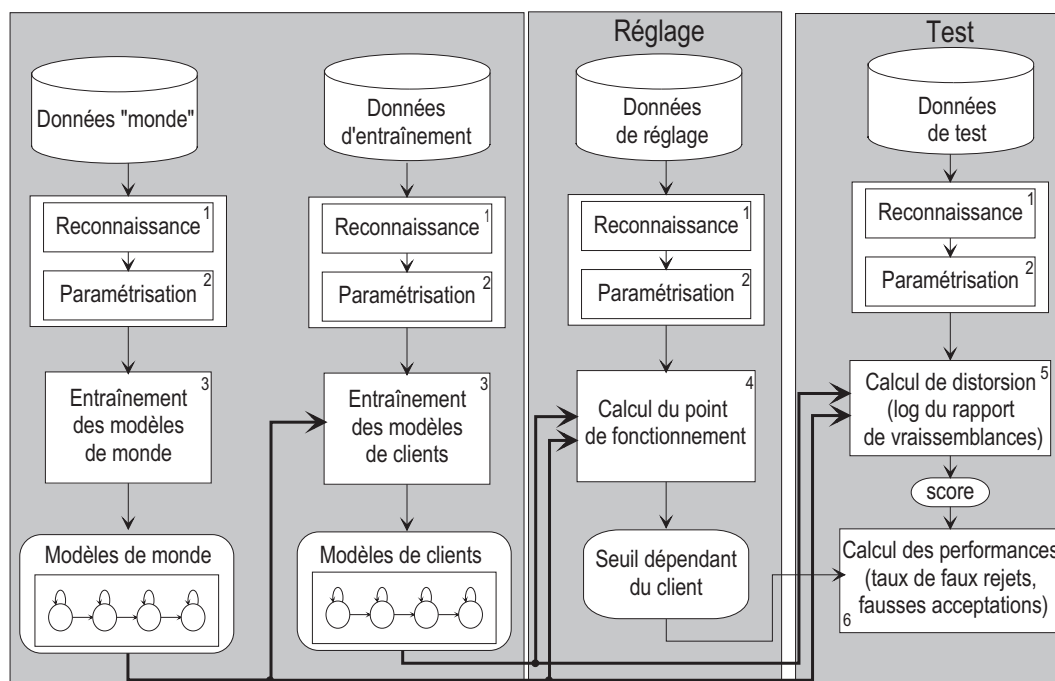 Données "monde"
Reconnaissance
1
Paramétrisation
2
Entraînement
des modèles
de monde
3
Modèles de monde
Données
d'entraînement
Reconnaissance
1
Paramétrisation
2
Entraînement
des modèles
de clients
3
Modèles de clients
Réglage
Données
de réglage
Reconnaissance
1
Paramétrisation
2
Calcul du point
de fonctionnement
4
Seuil dépendant
du client
Test
Données
de test
Reconnaissance
1
Paramétrisation
2
Calcul de distorsion
(log du rapport
de vraissemblances)
5
score
Calcul des performances
(taux de faux rejets,
fausses acceptations)
6